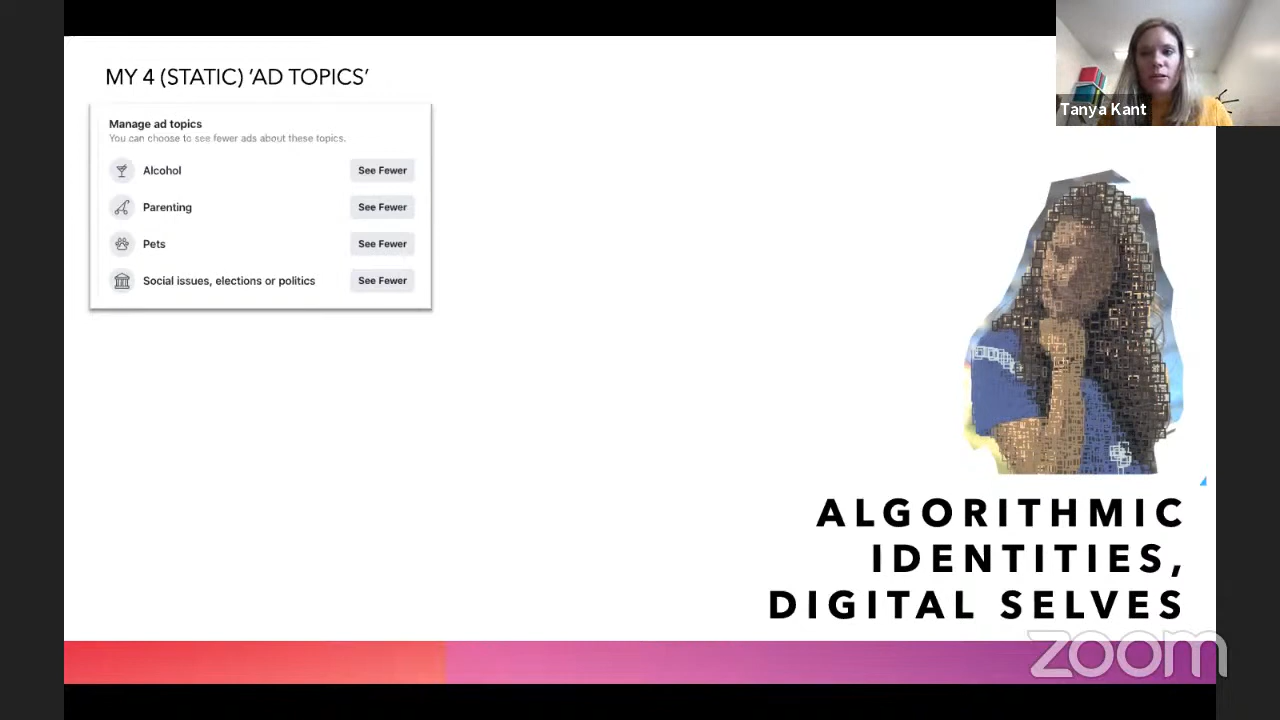 MY 4 (STATIC) 'AD TOPICS'
Manage ad topics
You can choose to see fewer ads about these topics.
Alcohol See Fewer
Parenting See Fewer
Pets See Fewer
Social issues, elections or politics See Fewer
Tanya Kant
ALGORITHMIC
IDENTITIES,
DIGITAL SELVES
zoom